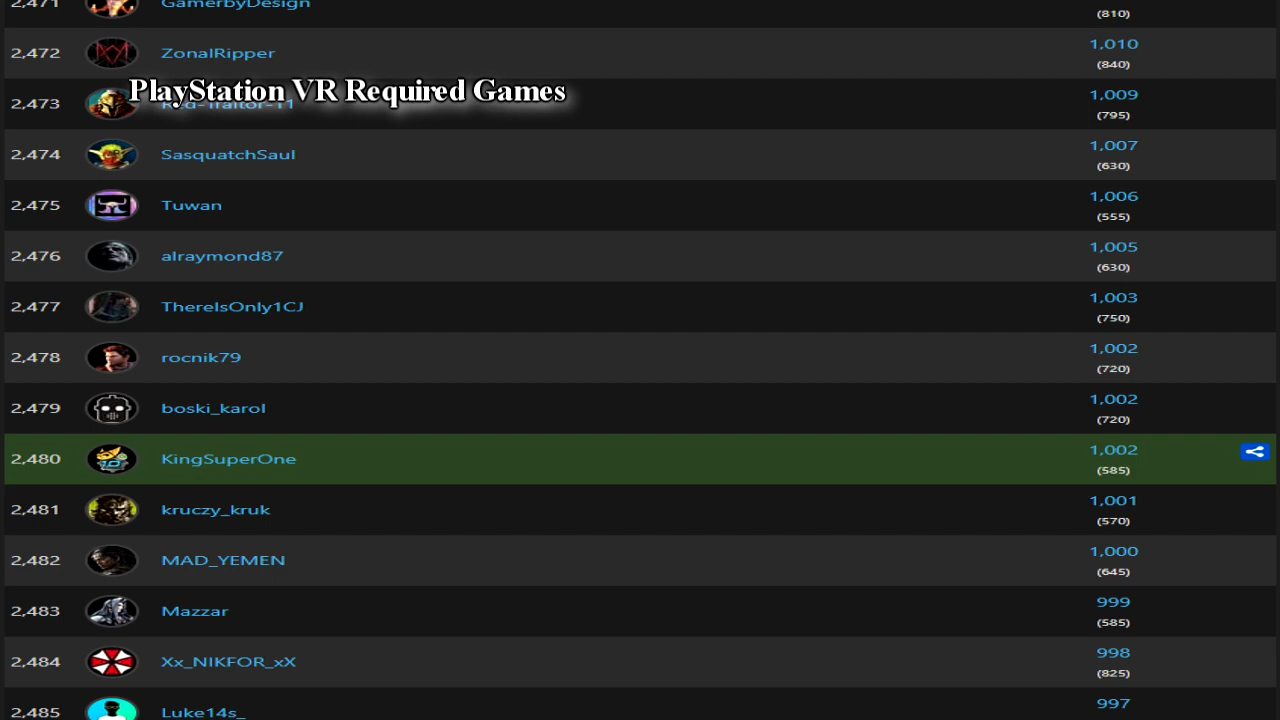 2,471 GamerbyDesign
(810)
2,472 ZonalRipper 1,010
(840)
PlayStation VR Required Games
2,473 Red-Traitor-11 1,009
(795)
2,474 SasquatchSaul 1,007
(630)
2,475 Tuwan 1,006
(555)
2,476 alraymond87 1,005
(630)
2,477 ThereIsOnly1CJ 1,003
(750)
2,478 rocnik79 1,002
(720)
2,479 boski_karol 1,002
(720)
2,480 KingSuperOne 1,002
(585)
2,481 kruczy_kruk 1,001
(570)
2,482 MAD_YEMEN 1,000
(645)
2,483 Mazzar 999
(585)
2,484 Xx_NIKFOR_xX 998
(825)
2,485 Luke14s_ 997